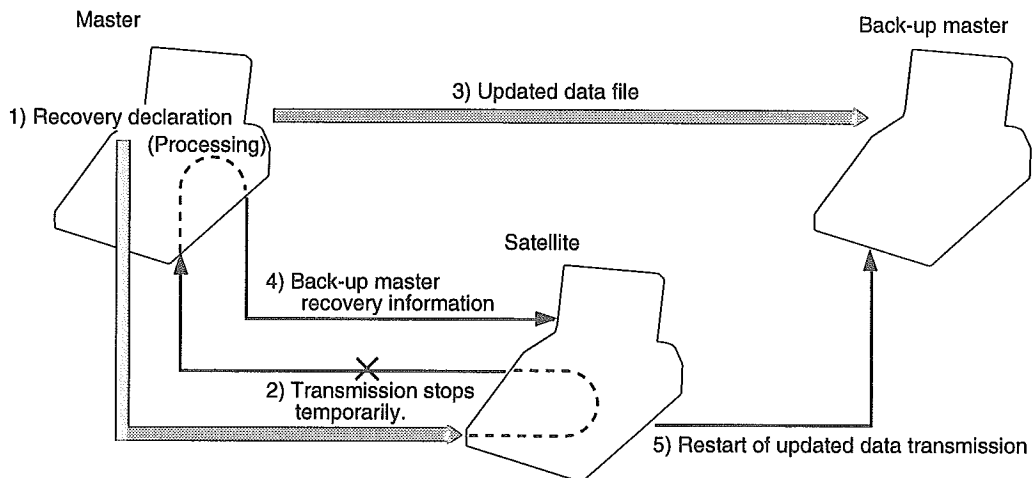 Master
Back-up master
3) Updated data file
1) Recovery declaration
(Processing)
Satellite
4) Back-up master
recovery information
2) Transmission stops
temporarily.
5) Restart of updated data transmission